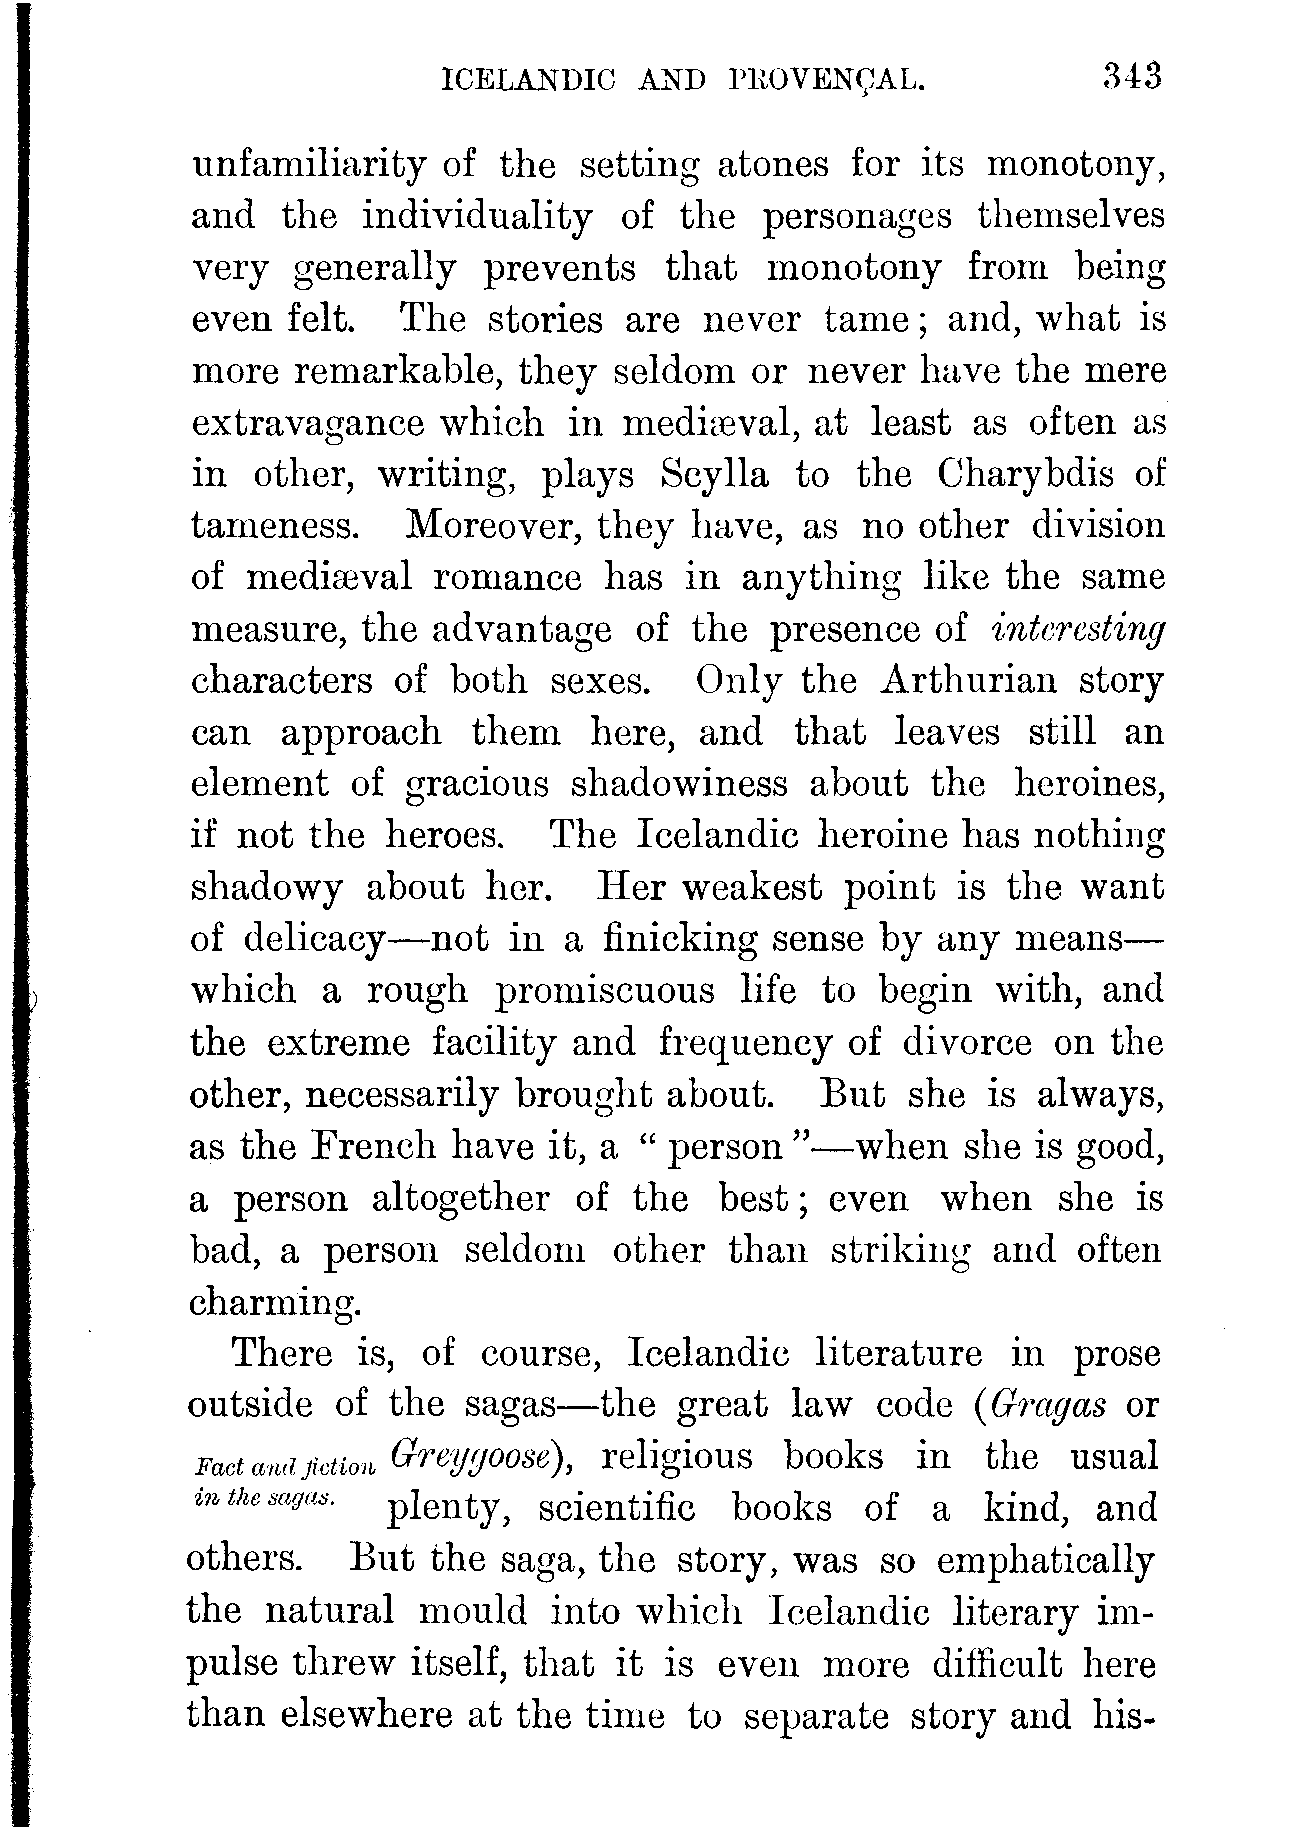 ICELANDIC AND PROVENÇAL. 343
unfamiliarity of the setting atones for its monotony,
and the individuality of the personages themselves
very generally prevents that monotony from being
even felt. The stories are never tame; and, what is
more remarkable, they seldom or never have the mere
extravagance which in mediæval, at least as often as
in other, writing, plays Scylla to the Charybdis of
tameness. Moreover, they have, as no other division
of mediæval romance has in anything like the same
measure, the advantage of the presence of interesting
characters of both sexes. Only the Arthurian story
can approach them here, and that leaves still an
element of gracious shadowiness about the heroines,
if not the heroes. The Icelandic heroine has nothing
shadowy about her. Her weakest point is the want
of delicacy—not in a finicking sense by any means—
which a rough promiscuous life to begin with, and
the extreme facility and frequency of divorce on the
other, necessarily brought about. But she is always,
as the French have it, a "person"—when she is good,
a person altogether of the best; even when she is
bad, a person seldom other than striking and often
charming.
There is, of course, Icelandic literature in prose
outside of the sagas—the great law code (Gragas or
Greygoose), religious books in the usual
Fact and fiction
in the sagas.
plenty, scientific books of a kind, and
others. But the saga, the story, was so emphatically
the natural mould into which Icelandic literary im-
pulse threw itself, that it is even more difficult here
than elsewhere at the time to separate story and his-